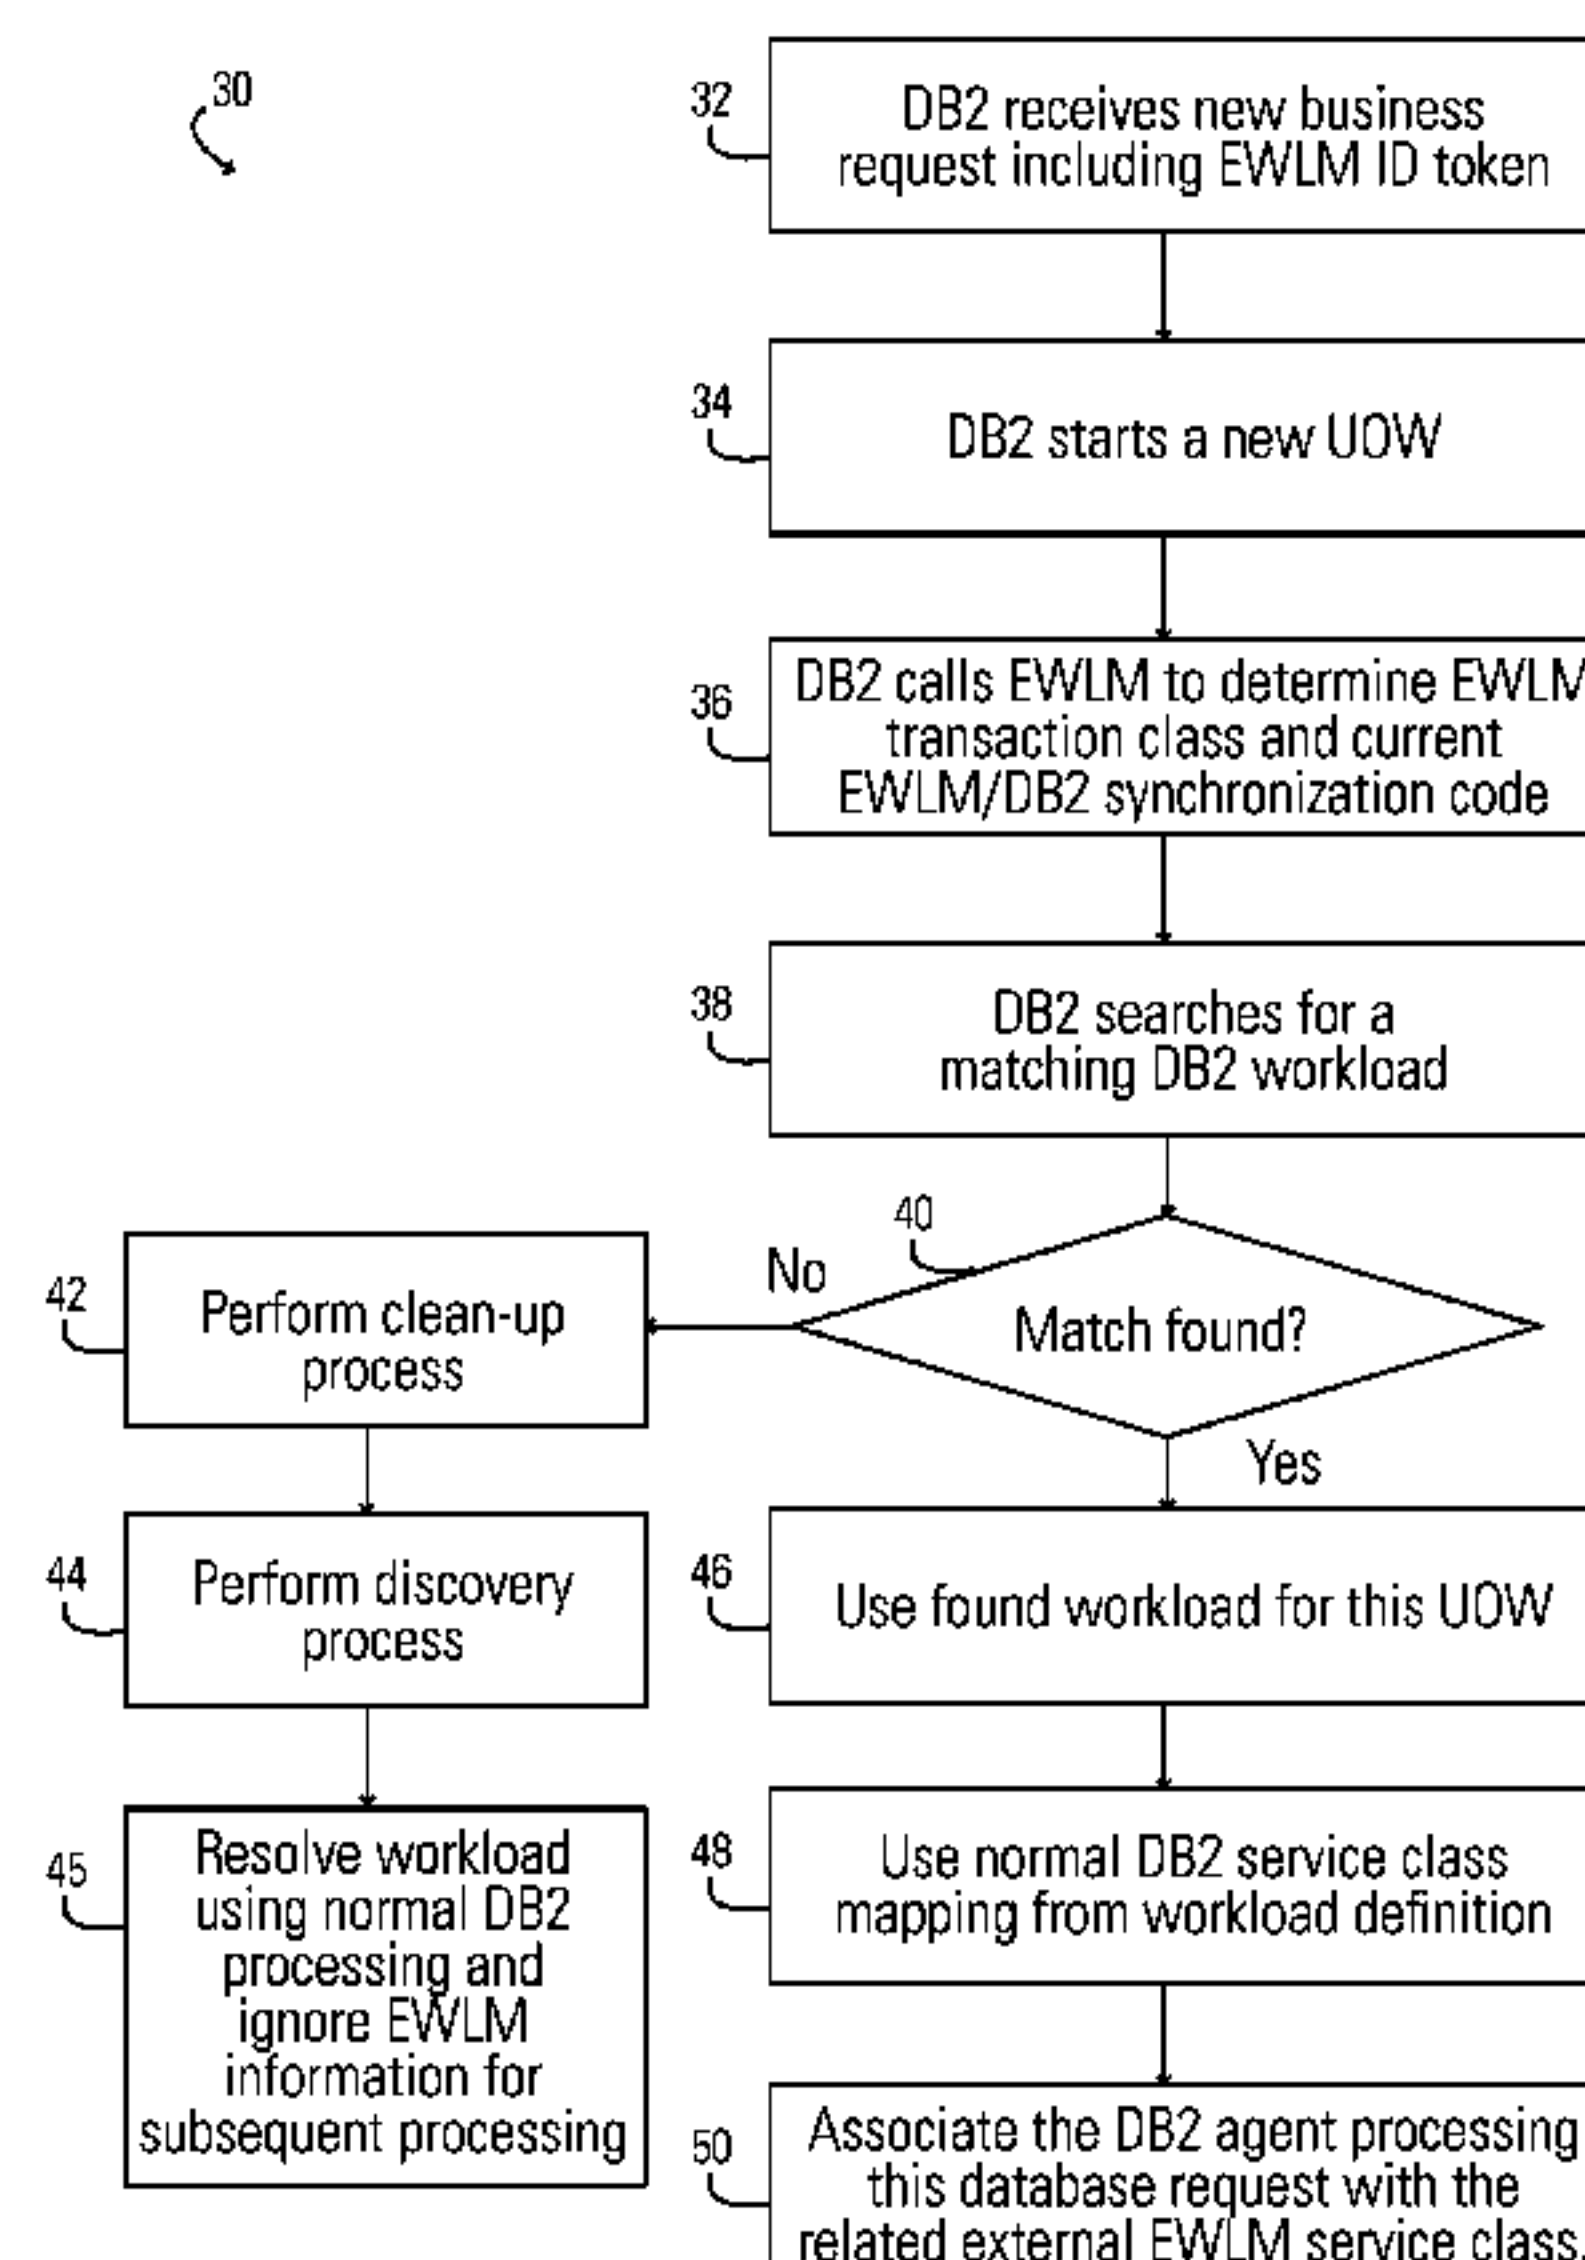 30
32
DB2 receives new business
request including EWLM ID token
34
DB2 starts a new UOW
36
DB2 calls EWLM to determine EWLM
transaction class and current
EWLM/DB2 synchronization code
38
DB2 searches for a
matching DB2 workload
40
No
Match found?
Yes
42
Perform clean-up
process
44
Perform discovery
process
45
Resolve workload
using normal DB2
processing and
ignore EWLM
information for
subsequent processing
46
Use found workload for this UOW
48
Use normal DB2 service class
mapping from workload definition
50
Associate the DB2 agent processing
this database request with the
related external EWLM service class